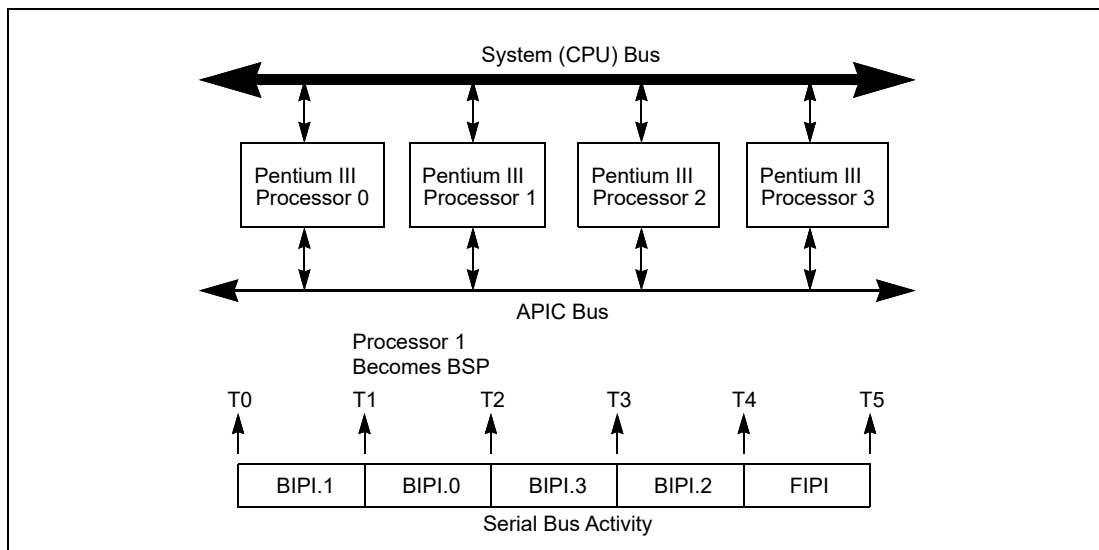 System (CPU) Bus
Pentium III
Processor 0
Pentium III
Processor 1
Pentium III
Processor 2
Pentium III
Processor 3
APIC Bus
Processor 1
Becomes BSP
T0 T1 T2 T3 T4 T5
BIPI.1 BIPI.0 BIPI.3 BIPI.2 FIPI
Serial Bus Activity